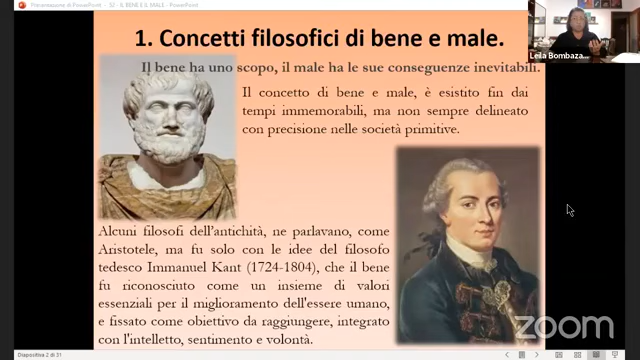 Presentazione di PowerPoint - 02 - IL BENE E IL MALE - PowerPoint
Leila Bombaza...
1. Concetti filosofici di bene e male.
Il bene ha uno scopo, il male ha le sue conseguenze inevitabili.
Il concetto di bene e male, è esistito fin dai
tempi immemorabili, ma non sempre delineato
con precisione nelle società primitive.
Alcuni filosofi dell'antichità, ne parlavano, come
Aristotele, ma fu solo con le idee del filosofo
tedesco Immanuel Kant (1724-1804), che il bene
fu riconosciuto come un insieme di valori
essenziali per il miglioramento dell'essere umano,
e fissato come obiettivo da raggiungere, integrato
con l'intelletto, sentimento e volontà.
zoom
Diapositiva 2 di 31